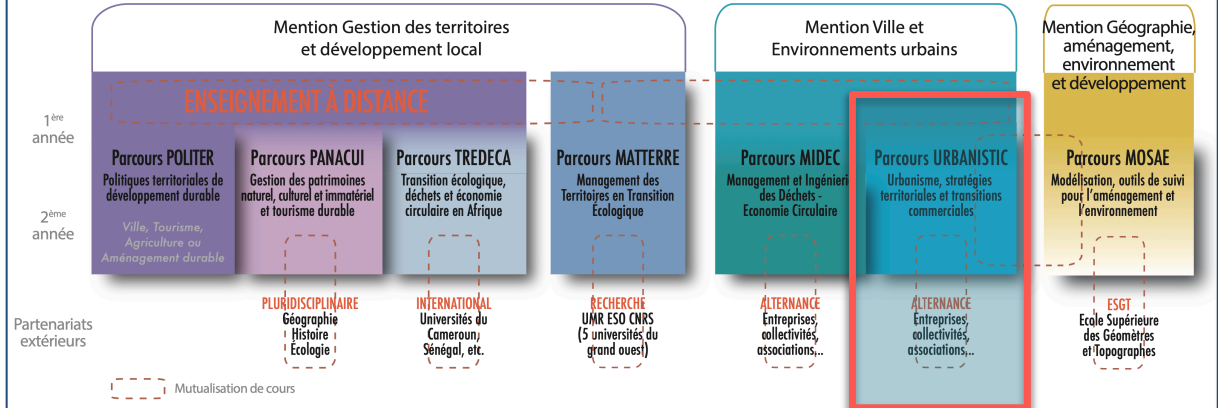 Mention Gestion des territoires
et développement local
Mention Ville et
Environnements urbains
Mention Géographie,
aménagement,
environnement
et développement
ENSEIGNEMENT À DISTANCE
1ère
année
2ème
année
Parcours POLITER
Politiques territoriales de
développement durable
Ville, Tourisme,
Agriculture ou
Aménagement durable
Parcours PANACUI
Gestion des patrimoines
naturel, culturel et immatériel
et tourisme durable
Parcours TREDECA
Transition écologique,
déchets et économie
circulaire en Afrique
Parcours MATTERRE
Management des
Territoires en Transition
Écologique
Parcours MIDEC
Management et Ingénieri
des Déchets -
Economie Circulaire
Parcours URBANISTIC
Urbanisme, stratégies
territoriales et transitions
commerciales
Parcours MOSAE
Modélisation, outils de suivi
pour l'aménagement et
l'environnement
Partenariats
extérieurs
PLURIDISCIPLINAIRE
Géographie
Histoire
Écologie
INTERNATIONAL
Universités du
Cameroun,
Sénégal, etc.
RECHERCHE
UMR ESO CNRS
(5 universités du
grand ouest)
ALTERNANCE
Entreprises,
collectivités,
associations,..
ALTERNANCE
Entreprises,
collectivités,
associations,..
ESGT
Ecole Supérieure
des Géomètres
et Topographes
Mutualisation de cours